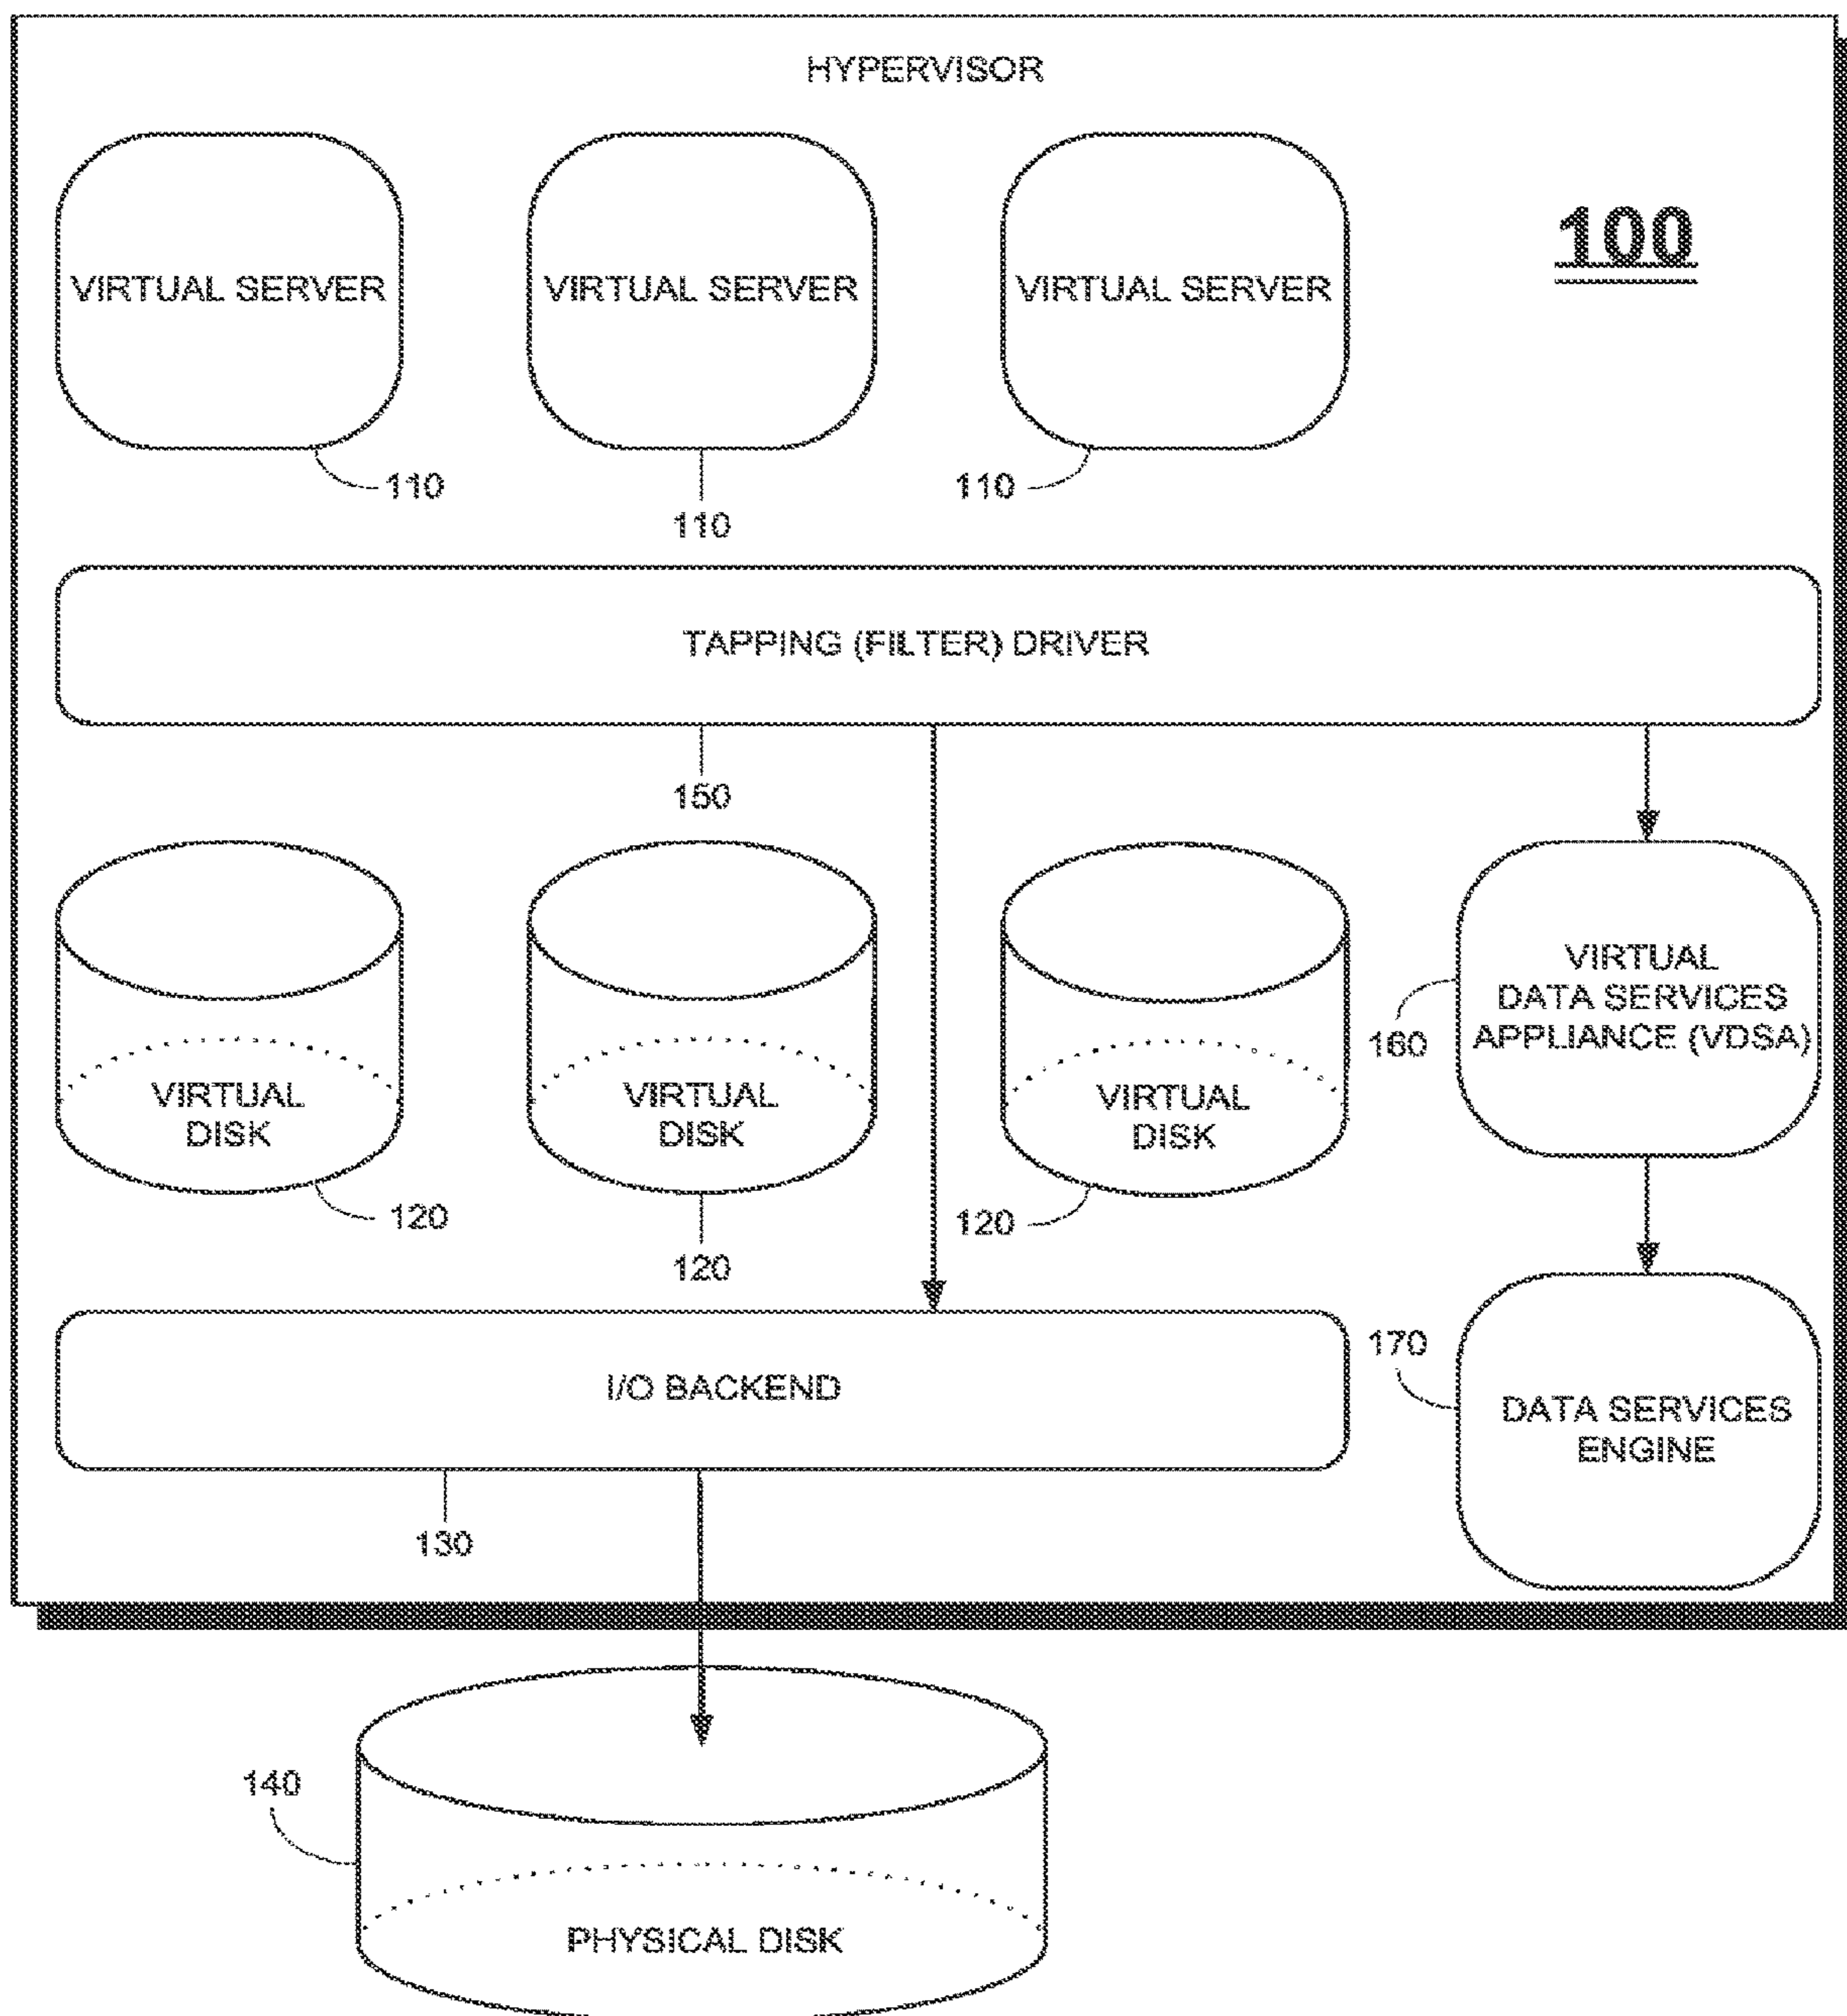 HYPERVISOR
VIRTUAL SERVER
VIRTUAL SERVER
VIRTUAL SERVER
100
110
110
110
TAPPING (FILTER) DRIVER
150
VIRTUAL
DISK
VIRTUAL
DISK
VIRTUAL
DISK
VIRTUAL
DATA SERVICES
APPLIANCE (VDSA)
160
120
120
120
I/O BACKEND
130
170
DATA SERVICES
ENGINE
140
PHYSICAL DISK